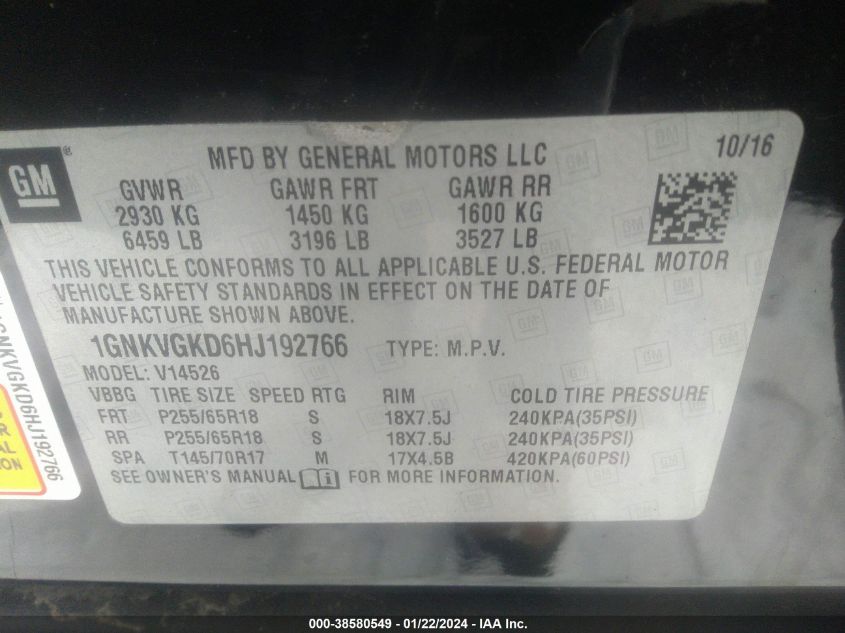 GM
®
MFD BY GENERAL MOTORS LLC
10/16
GVWR GAWR FRT GAWR RR
2930 KG 1450 KG 1600 KG
6459 LB 3196 LB 3527 LB
THIS VEHICLE CONFORMS TO ALL APPLICABLE U.S. FEDERAL MOTOR
VEHICLE SAFETY STANDARDS IN EFFECT ON THE DATE OF
MANUFACTURE SHOWN ABOVE.
1GNKVGKD6HJ192766 TYPE: M.P.V.
MODEL: V14526
VBBG TIRE SIZE SPEED RTG RIM COLD TIRE PRESSURE
FRT P255/65R18 S 18X7.5J 240KPA(35PSI)
RR P255/65R18 S 18X7.5J 240KPA(35PSI)
SPA T145/70R17 M 17X4.5B 420KPA(60PSI)
SEE OWNER'S MANUAL FOR MORE INFORMATION.
GNKVGKD6HJ192766
000-38580549 - 01/22/2024 - IAA Inc.